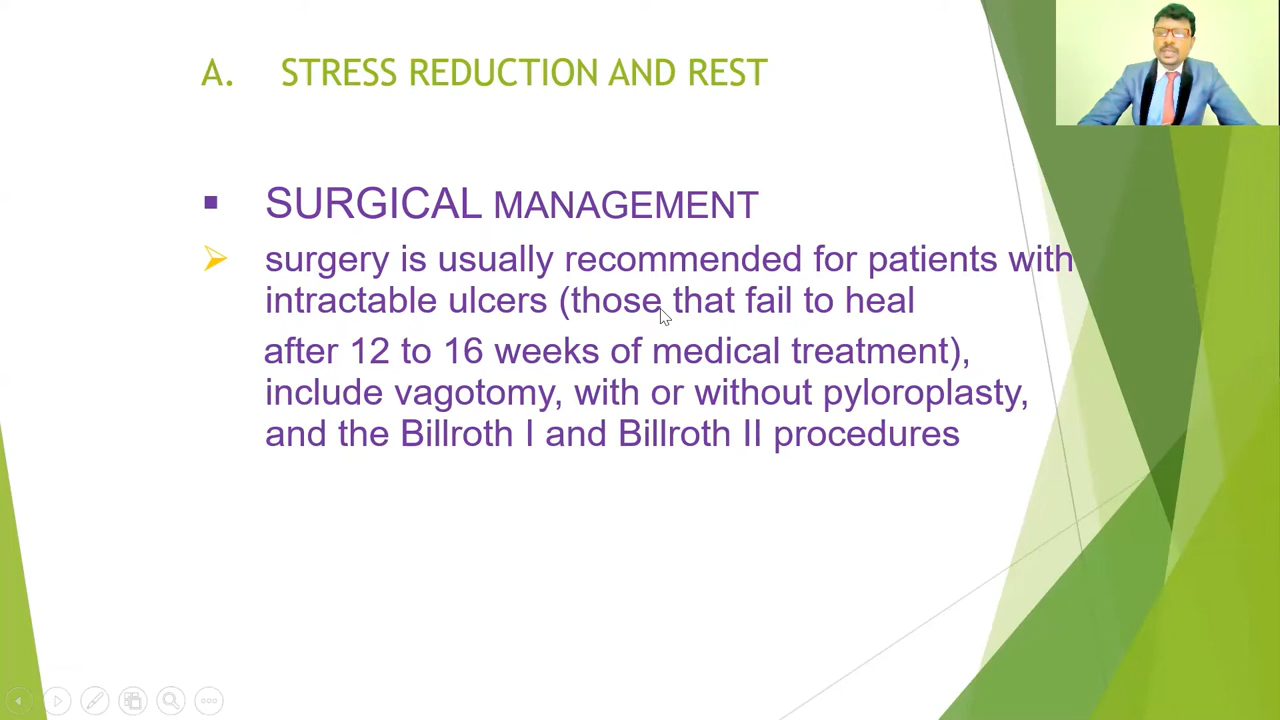 A. STRESS REDUCTION AND REST
▪ SURGICAL MANAGEMENT
➢ surgery is usually recommended for patients with
intractable ulcers (those that fail to heal
after 12 to 16 weeks of medical treatment),
include vagotomy, with or without pyloroplasty,
and the Billroth I and Billroth II procedures